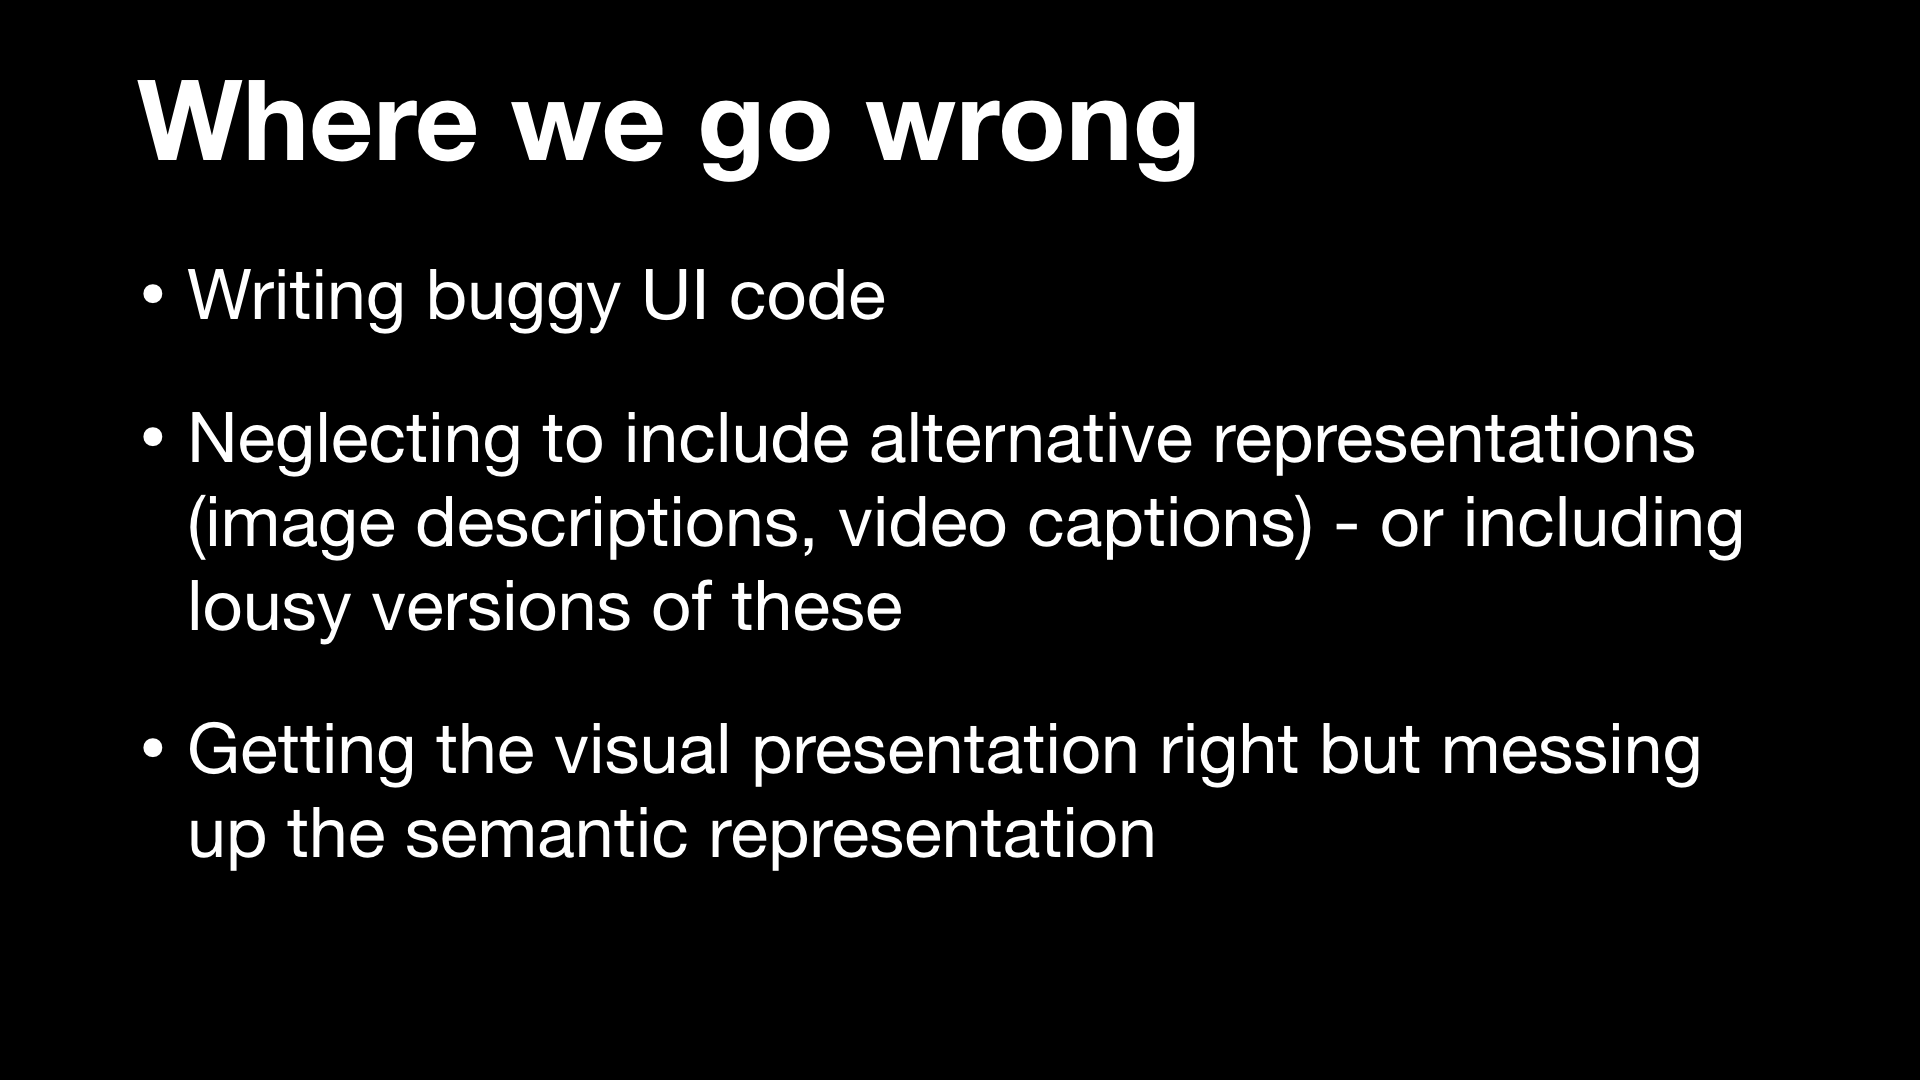 Where we go wrong
• Writing buggy UI code
• Neglecting to include alternative representations
(image descriptions, video captions) - or including
lousy versions of these
• Getting the visual presentation right but messing
up the semantic representation